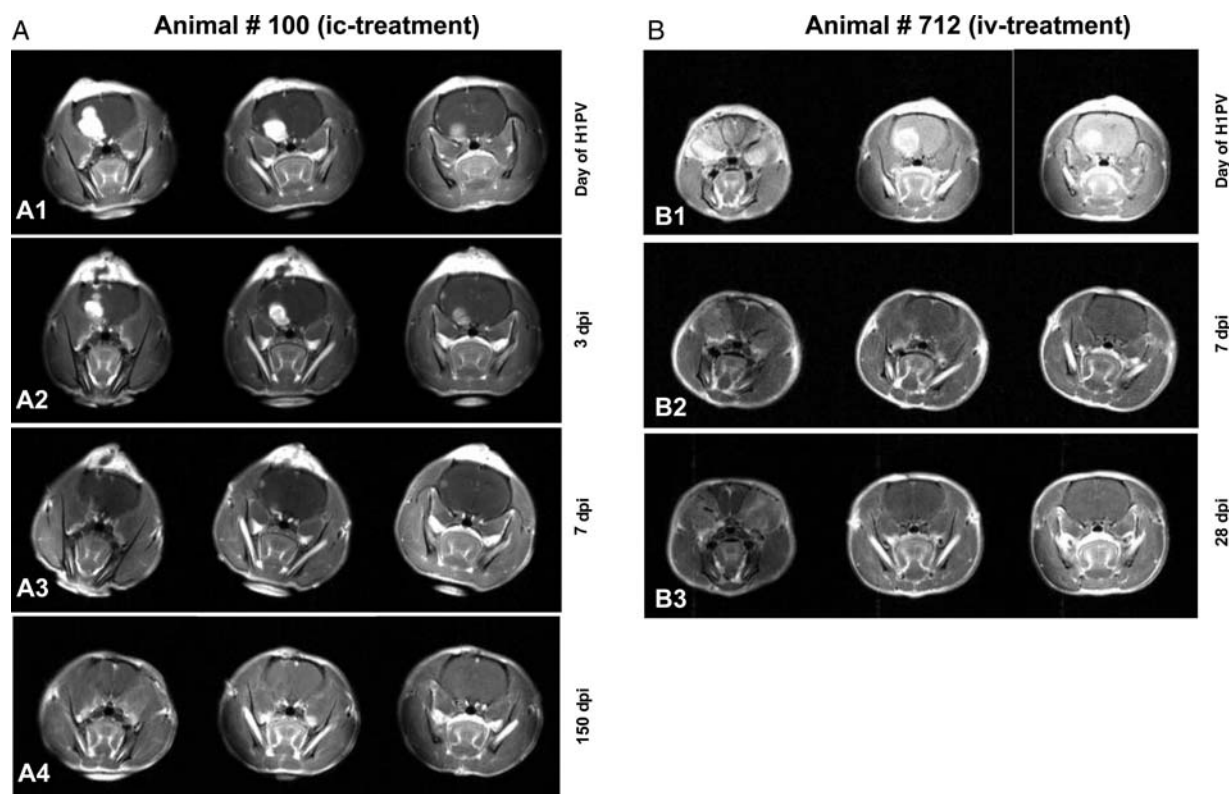 A
Animal # 100 (ic-treatment)
A1
Day of H1PV
A2
3 dpi
A3
7 dpi
A4
150 dpi
B
Animal # 712 (iv-treatment)
B1
Day of H1PV
B2
7 dpi
B3
28 dpi